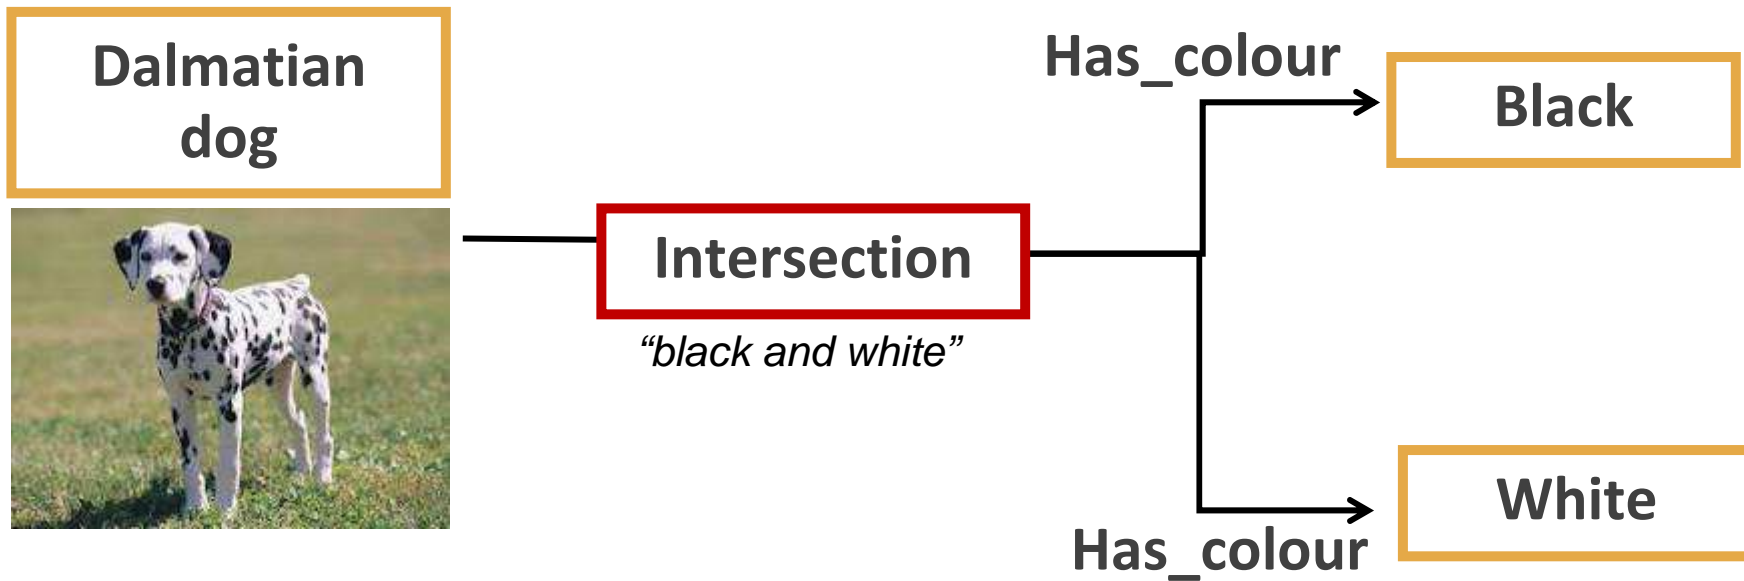 Dalmatian
dog
Intersection
“black and white”
Has_colour
Black
Has_colour
White